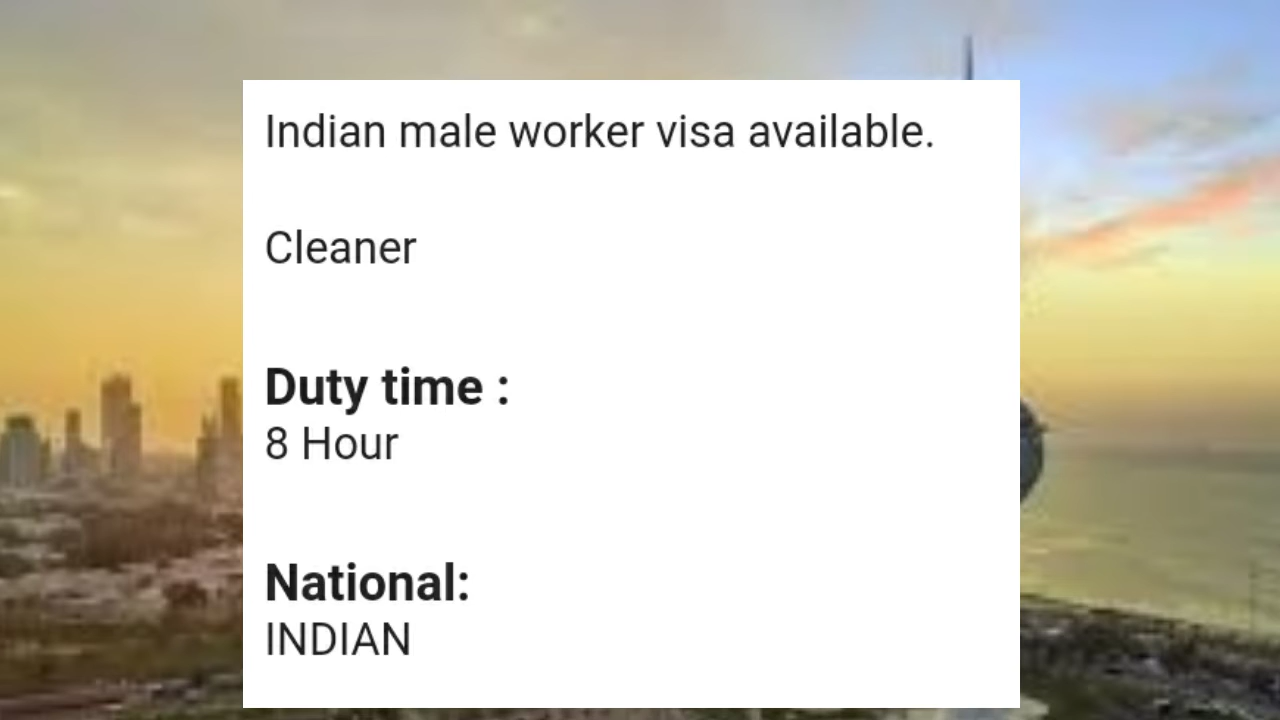 Indian male worker visa available.
Cleaner
Duty time :
8 Hour
National:
INDIAN